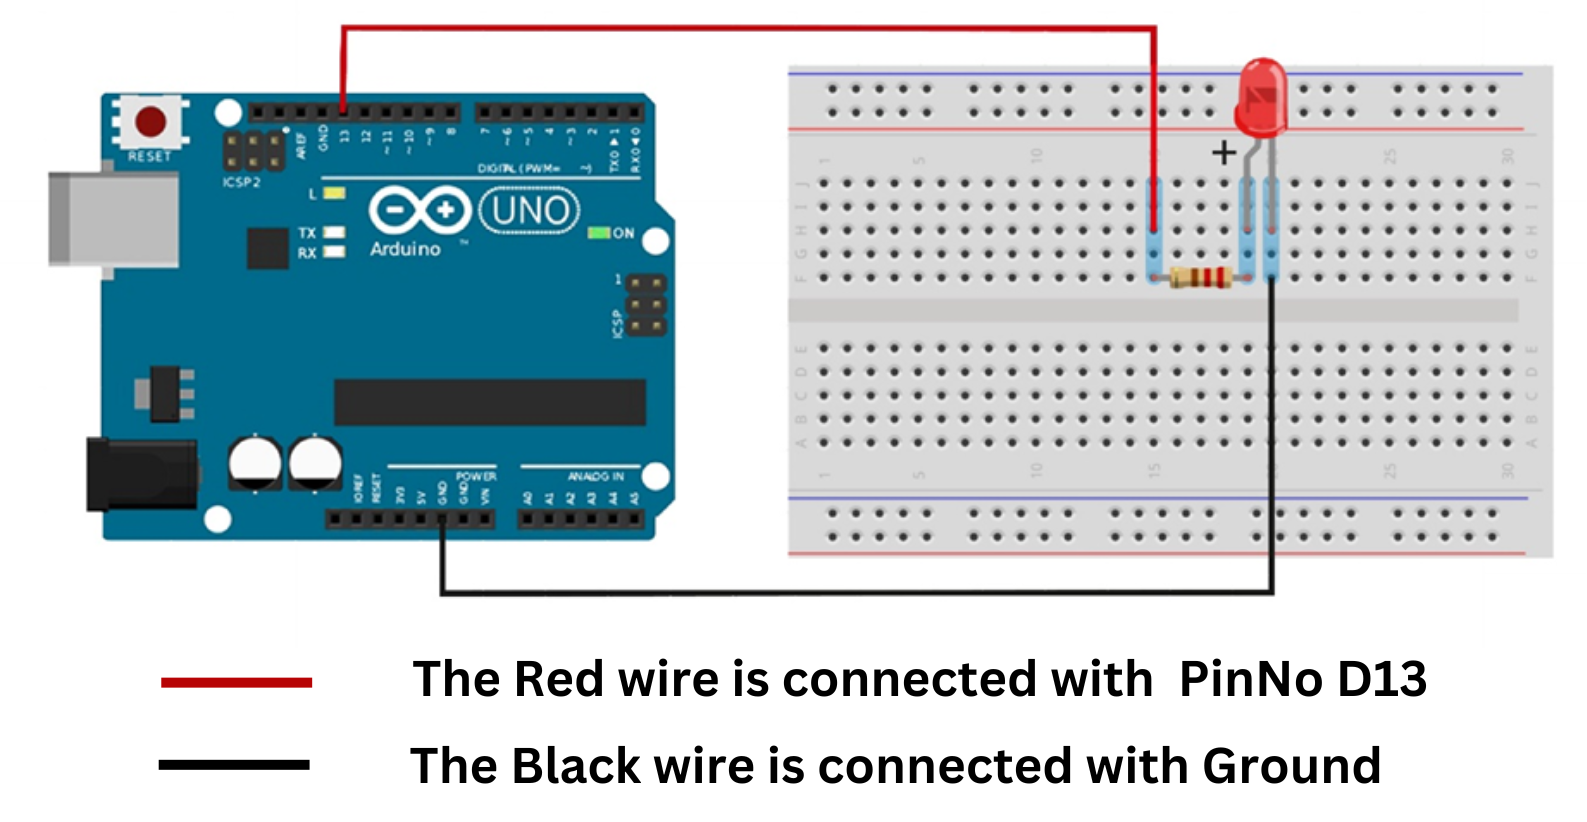 RESET
ICSP2
AREF
GND
13
12
~11
~10
~9
8
7
~6
~5
4
~3
2
TX0 ▶ 1
RX0 ◀ 0
DIGITAL (PWM=
L
TX
RX
UNO
Arduino
TM
ON
1
ICSP
IOREF
RESET
3V3
5V
GND
GND
VIN
POWER
ANALOG IN
A0
A1
A2
A3
A4
A5
+
1
5
10
25
30
J
I
H
G
F
J
I
H
G
F
E
D
C
B
A
E
D
C
B
A
1
5
10
15
25
30
The Red wire is connected with PinNo D13
The Black wire is connected with Ground